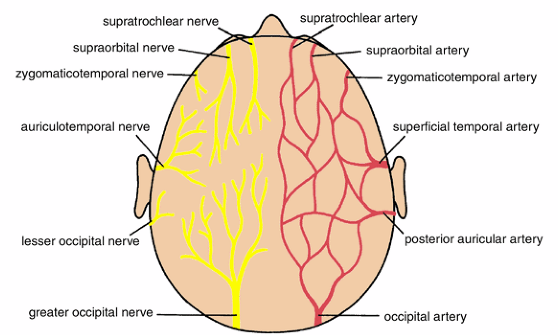 supratrochlear nerve
supratrochlear artery
supraorbital nerve
supraorbital artery
zygomaticotemporal nerve
zygomaticotemporal artery
auriculotemporal nerve
superficial temporal artery
lesser occipital nerve
posterior auricular artery
greater occipital nerve
occipital artery